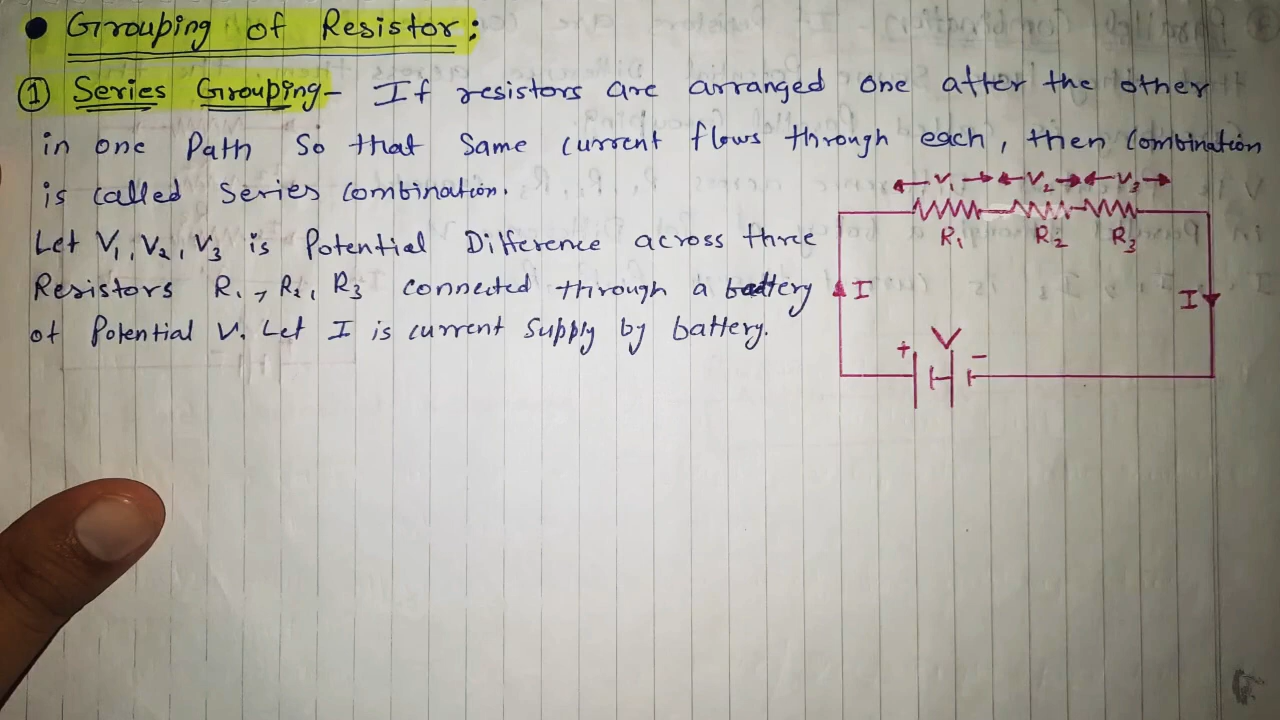 • Grouping of Resistor:
① Series Grouping- If resistors are arranged one after the other
in one Path So that Same current flows through each, then Combination
is called Series Combination.
Let V₁, V₂, V₃ is Potential Difference across three
Resistors R₁, R₂, R₃ connected through a battery
of Potential V. Let I is current Supply by battery.
V₁ V₂ V₃
R₁ R₂ R₃
I I
+ V -